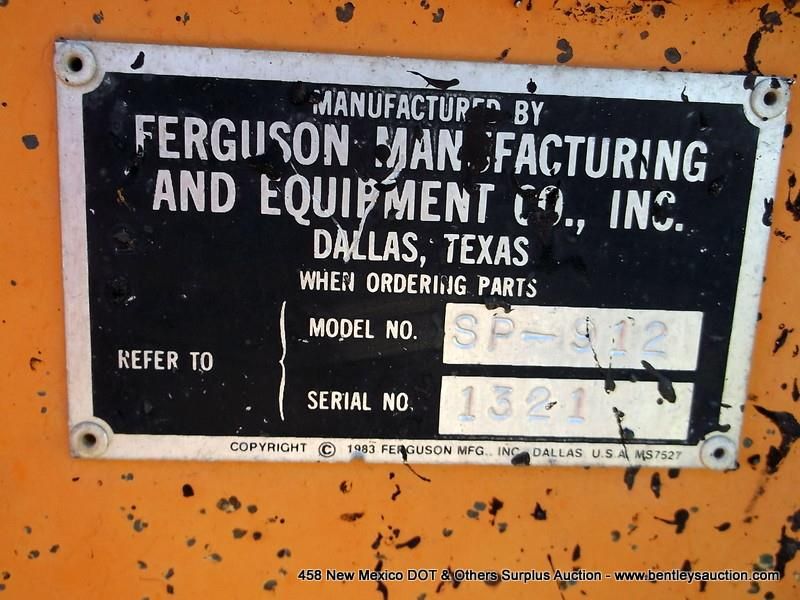 MANUFACTURED BY
FERGUSON MANUFACTURING
AND EQUIPMENT CO., INC.
DALLAS, TEXAS
WHEN ORDERING PARTS
REFER TO
MODEL NO. SP-912
SERIAL NO. 1321
COPYRIGHT © 1983 FERGUSON MFG., INC., DALLAS, U.S.A. MS7527
458 New Mexico DOT & Others Surplus Auction - www.bentleysauction.com